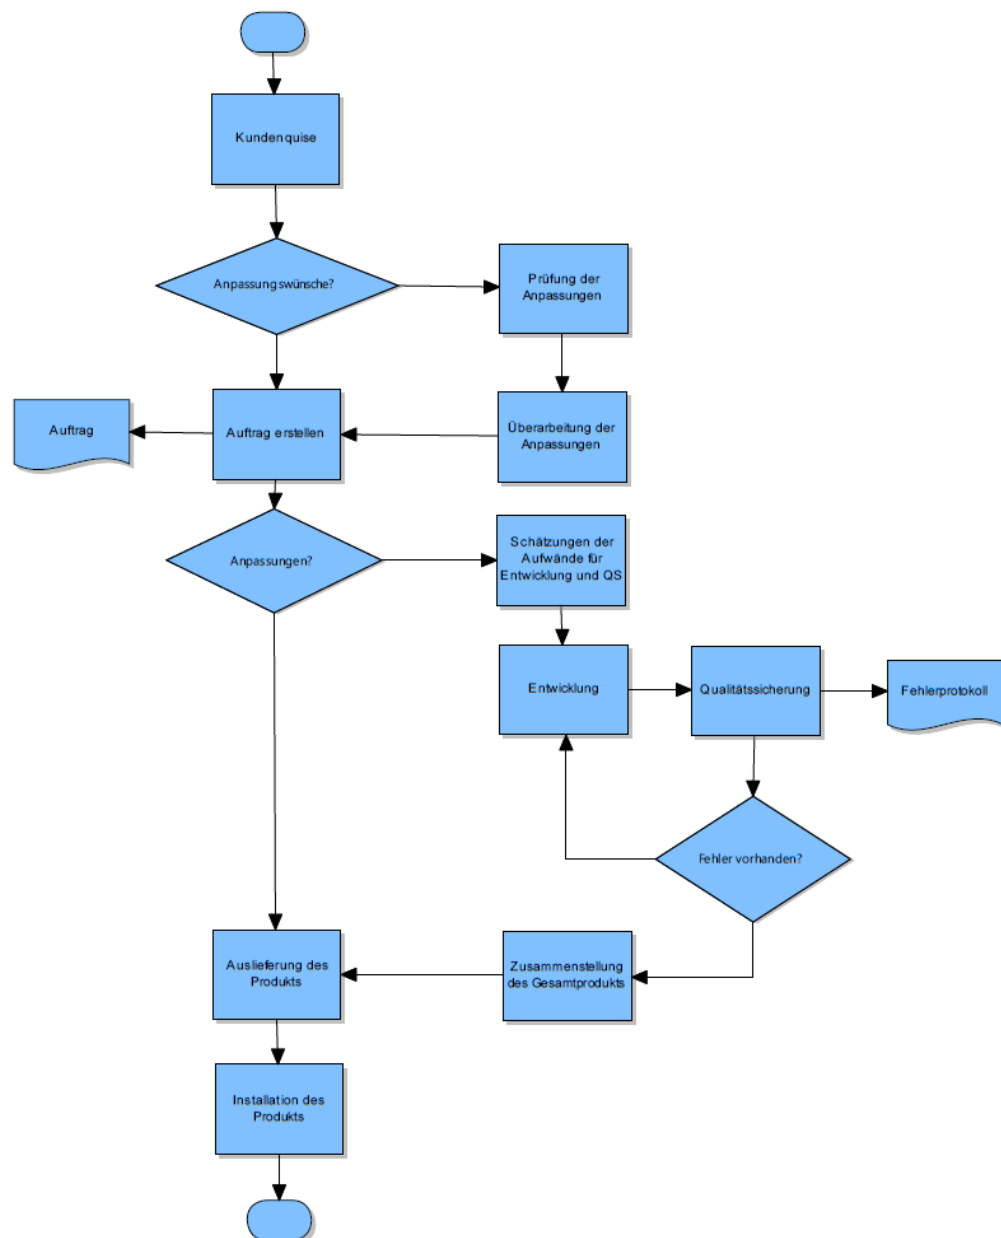 Kundenquise
Anpassungswünsche?
Prüfung der
Anpassungen
Auftrag
Auftrag erstellen
Überarbeitung der
Anpassungen
Anpassungen?
Schätzungen der
Aufwände für
Entwicklung und QS
Entwicklung
Qualitätssicherung
Fehlerprotokoll
Fehler vorhanden?
Auslieferung des
Produkts
Zusammenstellung
des Gesamtprodukts
Installation des
Produkts